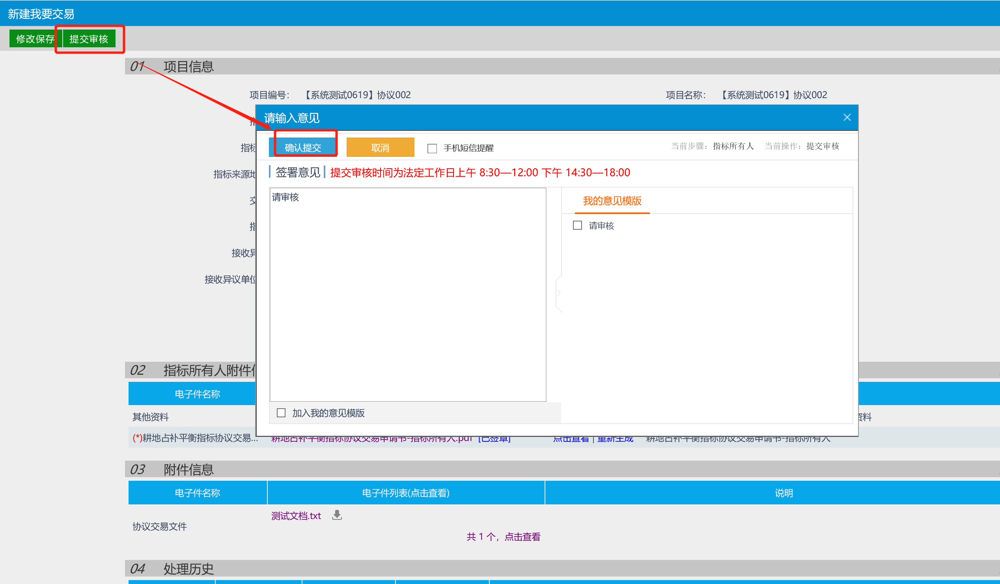 新建我要交易
修改保存 提交审核
01 项目信息
项目编号： 【系统测试0619】协议002 项目名称： 【系统测试0619】协议002
请输入意见
确认提交 取消 手机短信提醒 当前步骤：指标所有人 当前操作：提交审核
指标
签署意见 提交审核时间为法定工作日上午 8:30—12:00 下午 14:30—18:00
指标来源地
请审核
我的意见模版
请审核
接收异
接收异议单位
02 指标所有人附件
电子件名称
加入我的意见模版
其他资料 资料
(*)耕地占补平衡指标协议交易... 耕地占补平衡指标协议交易申请书-指标所有人.pdf [已签章] 点击查看 | 重新生成 耕地占补平衡指标协议交易申请书-指标所有人
03 附件信息
电子件名称 电子件列表(点击查看) 说明
测试文档.txt
协议交易文件
共 1 个，点击查看
04 处理历史